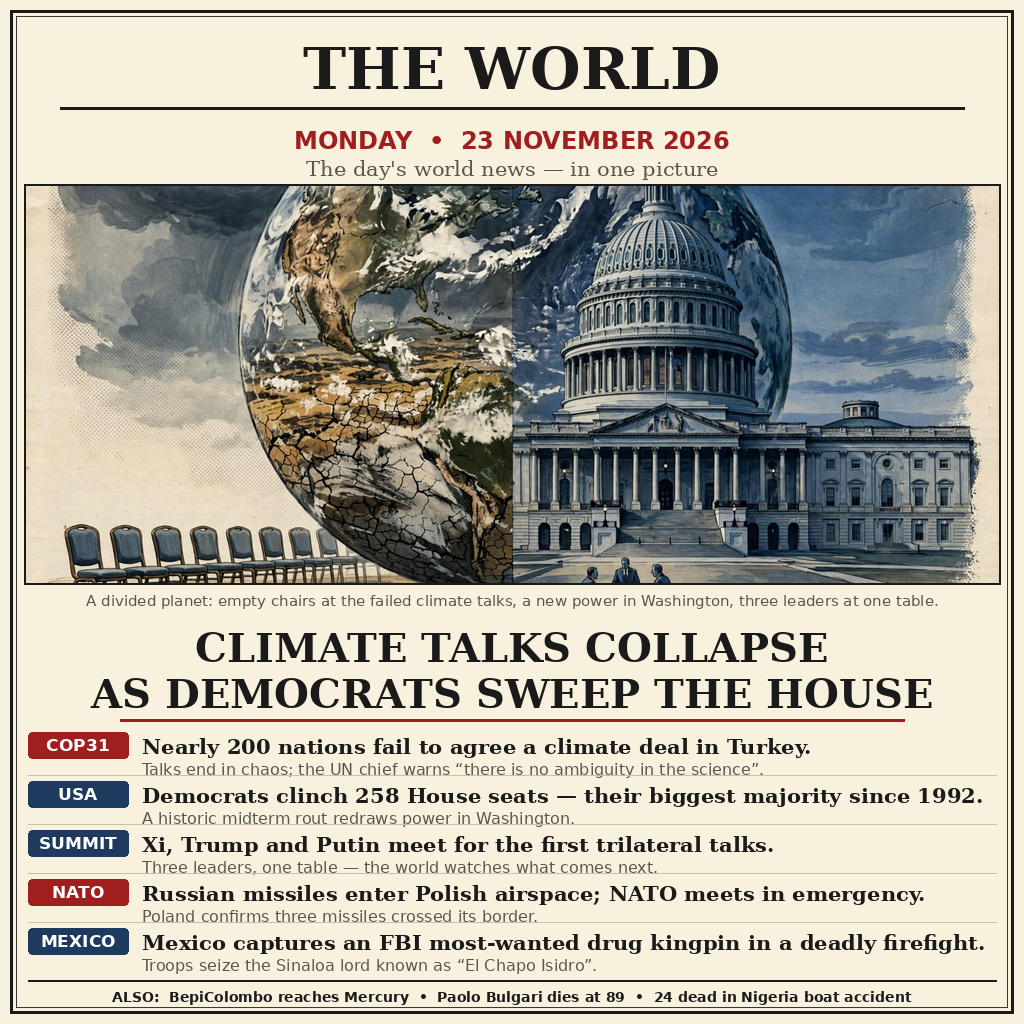 THE WORLD
MONDAY • 23 NOVEMBER 2026
The day's world news — in one picture
A divided planet: empty chairs at the failed climate talks, a new power in Washington, three leaders at one table.
CLIMATE TALKS COLLAPSE
AS DEMOCRATS SWEEP THE HOUSE
COP31
Nearly 200 nations fail to agree a climate deal in Turkey.
Talks end in chaos; the UN chief warns “there is no ambiguity in the science”.
USA
Democrats clinch 258 House seats — their biggest majority since 1992.
A historic midterm rout redraws power in Washington.
SUMMIT
Xi, Trump and Putin meet for the first trilateral talks.
Three leaders, one table — the world watches what comes next.
NATO
Russian missiles enter Polish airspace; NATO meets in emergency.
Poland confirms three missiles crossed its border.
MEXICO
Mexico captures an FBI most-wanted drug kingpin in a deadly firefight.
Troops seize the Sinaloa lord known as “El Chapo Isidro”.
ALSO: BepiColombo reaches Mercury • Paolo Bulgari dies at 89 • 24 dead in Nigeria boat accident